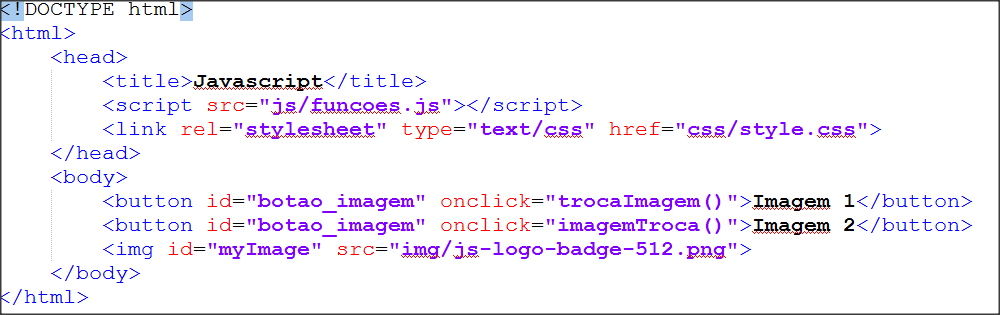 <!DOCTYPE html>
<html>
<head>
<title>Javascript</title>
<script src="js/funcoes.js"></script>
<link rel="stylesheet" type="text/css" href="css/style.css">
</head>
<body>
<button id="botao_imagem" onclick="trocaImagem()">Imagem 1</button>
<button id="botao_imagem" onclick="imagemTroca()">Imagem 2</button>
<img id="myImage" src="img/js-logo-badge-512.png">
</body>
</html>